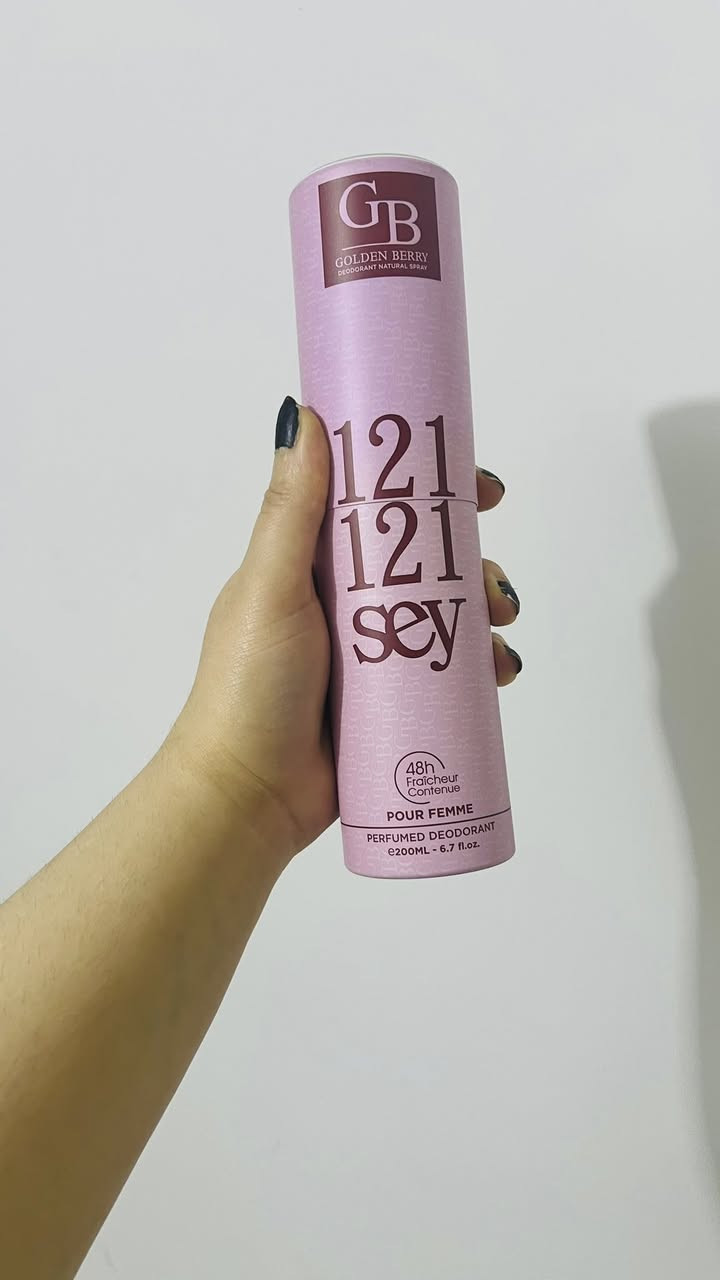 GB
GOLDEN BERRY
DEODORANT NATURAL SPRAY
121
121
sey
48h
Fraîcheur
Contenue
POUR FEMME
PERFUMED DEODORANT
℮200ML - 6.7 fl.oz.